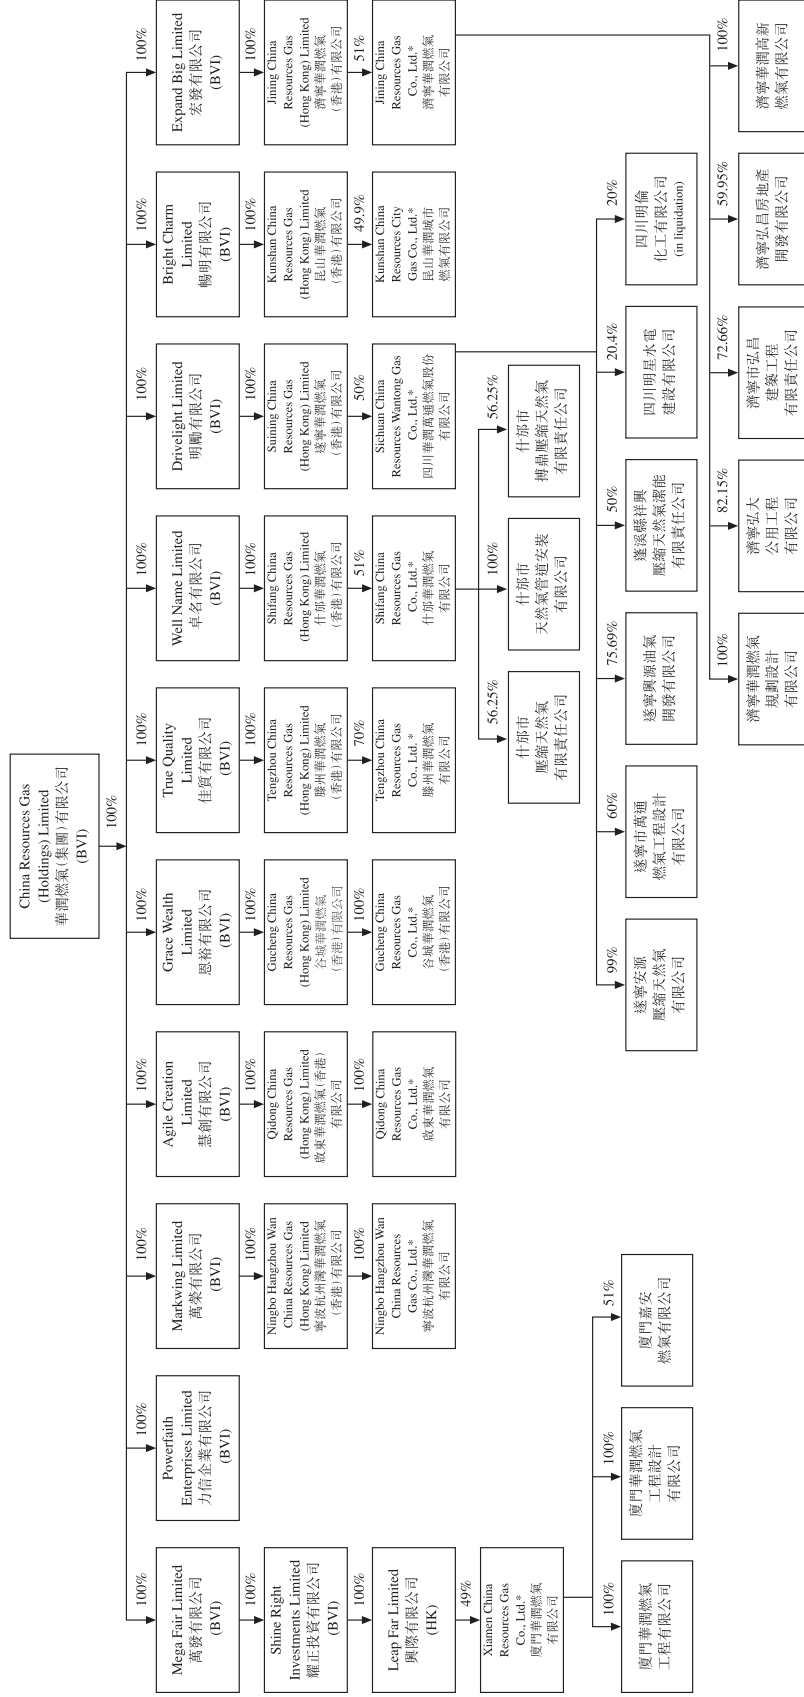 China Resources Gas
(Holdings) Limited
華潤燃氣(集團)有限公司
(BVI)
100%
100%
Mega Fair Limited
萬發有限公司
(BVI)
100%
Powerfaith
Enterprises Limited
力信企業有限公司
(BVI)
100%
Markwing Limited
萬榮有限公司
(BVI)
100%
Agile Creation
Limited
慧創有限公司
(BVI)
100%
Grace Wealth
Limited
恩裕有限公司
(BVI)
100%
True Quality
Limited
佳質有限公司
(BVI)
100%
Well Name Limited
卓名有限公司
(BVI)
100%
Drivelight Limited
明勵有限公司
(BVI)
100%
Bright Charm
Limited
暢明有限公司
(BVI)
100%
Expand Big Limited
宏發有限公司
(BVI)
100%
Shine Right
Investments Limited
耀正投資有限公司
(BVI)
100%
Ningbo Hangzhou Wan
China Resources Gas
(Hong Kong) Limited
寧波杭州灣華潤燃氣
(香港)有限公司
100%
Qidong China
Resources Gas
(Hong Kong) Limited
啟東華潤燃氣(香港)
有限公司
100%
Gucheng China
Resources Gas
(Hong Kong) Limited
谷城華潤燃氣
(香港)有限公司
100%
Tengzhou China
Resources Gas
(Hong Kong) Limited
滕州華潤燃氣
(香港)有限公司
100%
Shifang China
Resources Gas
(Hong Kong) Limited
什邡華潤燃氣
(香港)有限公司
100%
Suining China
Resources Gas
(Hong Kong) Limited
遂寧華潤燃氣
(香港)有限公司
100%
Kunshan China
Resources Gas
(Hong Kong) Limited
昆山華潤燃氣
(香港)有限公司
100%
Jining China
Resources Gas
(Hong Kong) Limited
濟寧華潤燃氣
(香港)有限公司
100%
Leap Far Limited
興際有限公司
(HK)
100%
Ningbo Hangzhou Wan
China Resources
Gas Co., Ltd.*
寧波杭州灣華潤燃氣
有限公司
100%
Qidong China
Resources Gas
Co., Ltd.*
啟東華潤燃氣
有限公司
100%
Gucheng China
Resources Gas
Co., Ltd.*
谷城華潤燃氣
(香港)有限公司
70%
Tengzhou China
Resources Gas
Co., Ltd.*
滕州華潤燃氣
有限公司
51%
Shifang China
Resources Gas
Co., Ltd.*
什邡華潤燃氣
有限公司
50%
Sichuan China
Resources Wantong Gas
Co., Ltd.*
四川華潤萬通燃氣股份
有限公司
49.9%
Kunshan China
Resources City
Gas Co., Ltd.*
昆山華潤城市
燃氣有限公司
51%
Jining China
Resources Gas
Co., Ltd.*
濟寧華潤燃氣
有限公司
49%
Xiamen China
Resources Gas
Co., Ltd.*
廈門華潤燃氣
有限公司
56.25%
什邡市
壓縮天然氣
有限責任公司
100%
什邡市
天然氣管道安裝
有限公司
56.25%
什邡市
搏鼎壓縮天然氣
有限責任公司
100%
廈門華潤燃氣
工程有限公司
100%
廈門華潤燃氣
工程設計
有限公司
51%
廈門嘉安
燃氣有限公司
99%
遂寧安源
壓縮天然氣
有限公司
60%
遂寧市萬通
燃氣工程設計
有限公司
75.69%
遂寧興源油氣
開發有限公司
50%
蓬溪縣祥興
壓縮天然氣潔能
有限責任公司
20.4%
四川明星水電
建設有限公司
20%
四川明倫
化工有限公司
(in liquidation)
100%
濟寧華潤燃氣
規劃設計
有限公司
82.15%
濟寧弘大
公用工程
有限公司
72.66%
濟寧市弘昌
建築工程
有限責任公司
59.95%
濟寧弘昌房地產
開發有限公司
100%
濟寧華潤高新
燃氣有限公司